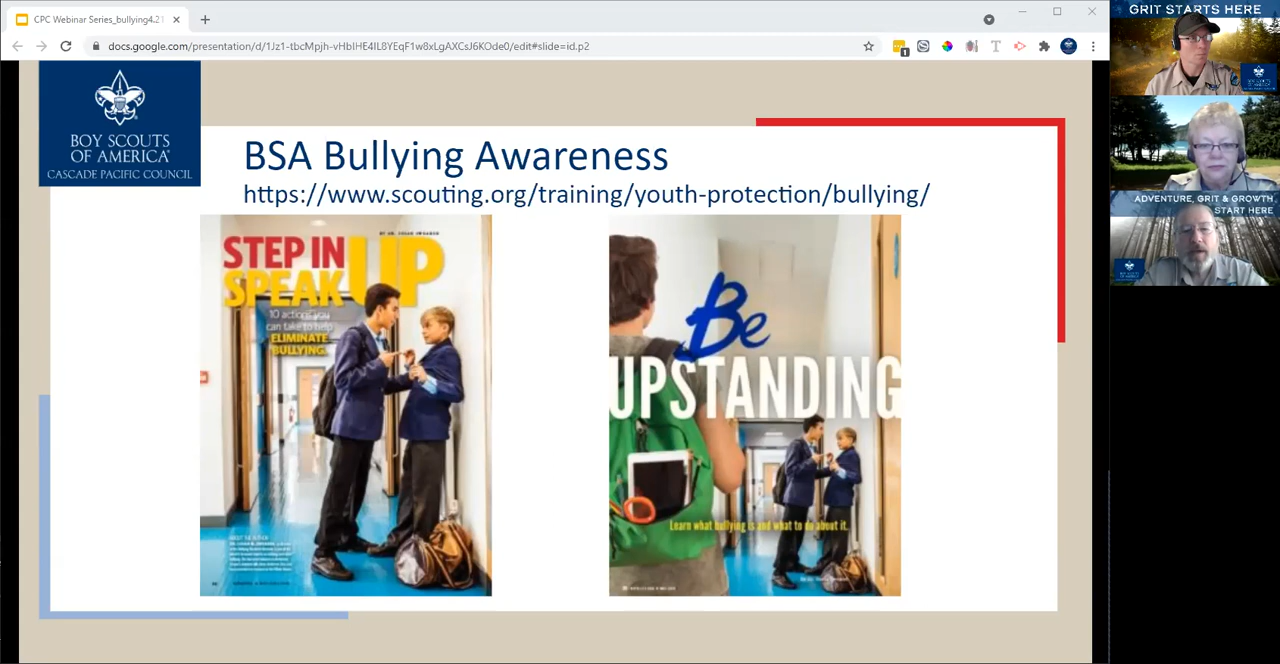 CPC Webinar Series_bullying4.21
docs.google.com/presentation/d/1Jz1-tbcMpjh-vHblHE4lL8YEqF1w8xLgAXCsJ6KOde0/edit#slide=id.p2
GRIT STARTS HERE
BOY SCOUTS
OF AMERICA
CASCADE PACIFIC COUNCIL
BSA Bullying Awareness
https://www.scouting.org/training/youth-protection/bullying/
STEP IN
SPEAK UP
10 actions you
can take to help
ELIMINATE
BULLYING.
Be
UPSTANDING
Learn what bullying is and what to do about it.
ADVENTURE, GRIT & GROWTH
START HERE